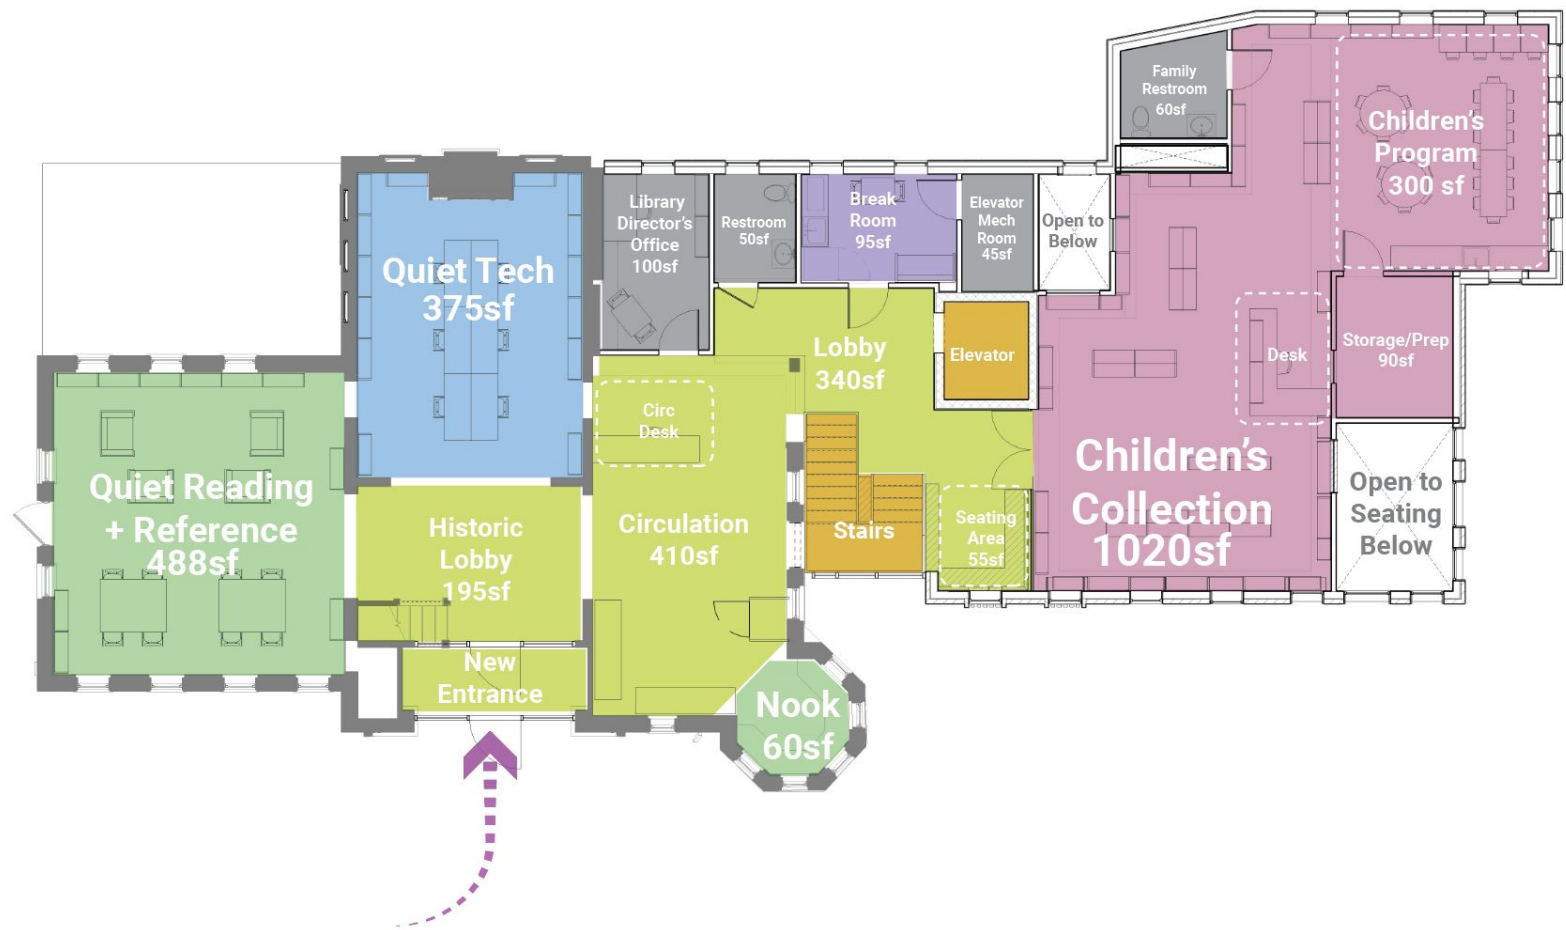 Family
Restroom
60sf
Children's
Program
300 sf
Library
Director's
Office
100sf
Restroom
50sf
Break
Room
95sf
Elevator
Mech
Room
45sf
Open to
Below
Quiet Tech
375sf
Lobby
340sf
Elevator
Desk
Storage/Prep
90sf
Circ
Desk
Quiet Reading
+ Reference
488sf
Historic
Lobby
195sf
Circulation
410sf
Stairs
Seating
Area
55sf
Children's
Collection
1020sf
Open to
Seating
Below
New
Entrance
Nook
60sf